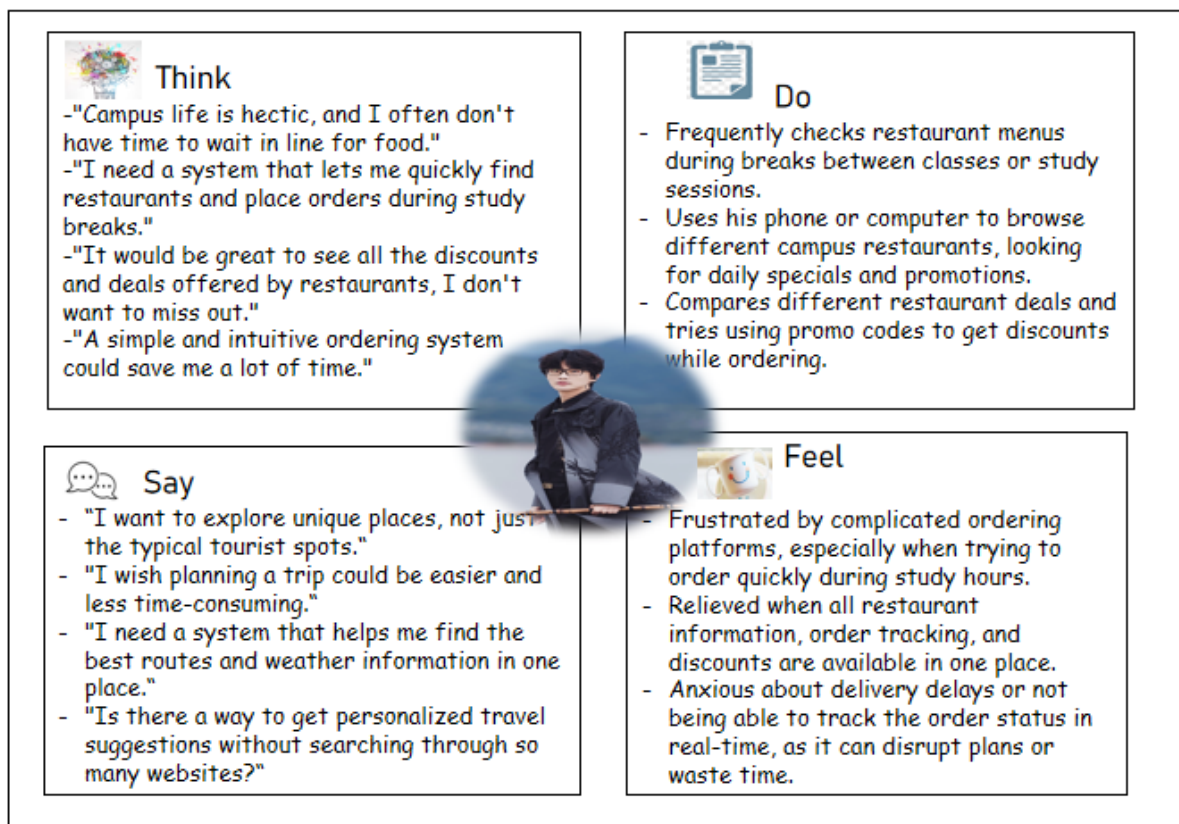 Think
-"Campus life is hectic, and I often don't
have time to wait in line for food."
-"I need a system that lets me quickly find
restaurants and place orders during study
breaks."
-"It would be great to see all the discounts
and deals offered by restaurants, I don't
want to miss out."
-"A simple and intuitive ordering system
could save me a lot of time."
Do
- Frequently checks restaurant menus
during breaks between classes or study
sessions.
- Uses his phone or computer to browse
different campus restaurants, looking
for daily specials and promotions.
- Compares different restaurant deals and
tries using promo codes to get discounts
while ordering.
Say
- “I want to explore unique places, not just
the typical tourist spots.“
- "I wish planning a trip could be easier and
less time-consuming.“
- "I need a system that helps me find the
best routes and weather information in one
place.“
- "Is there a way to get personalized travel
suggestions without searching through so
many websites?“
Feel
- Frustrated by complicated ordering
platforms, especially when trying to
order quickly during study hours.
- Relieved when all restaurant
information, order tracking, and
discounts are available in one place.
- Anxious about delivery delays or not
being able to track the order status in
real-time, as it can disrupt plans or
waste time.